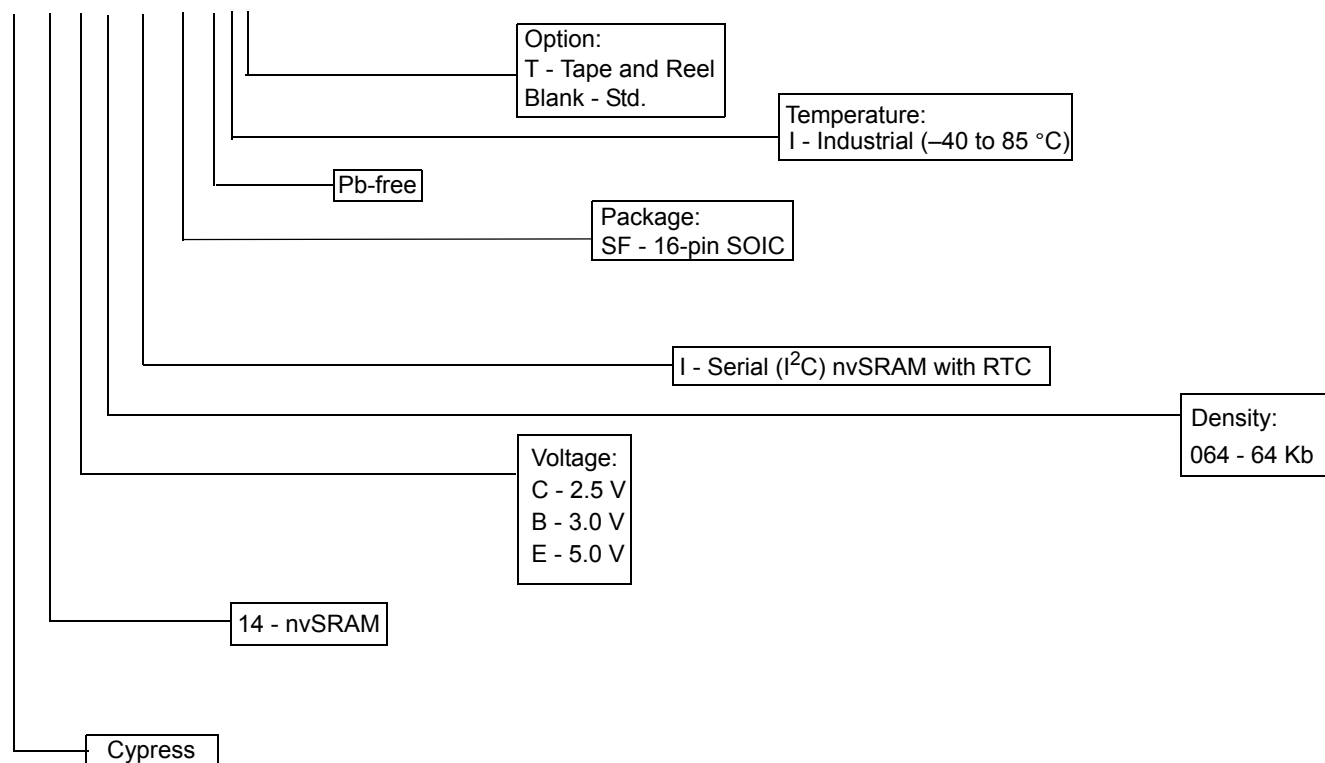 Option:
T - Tape and Reel
Blank - Std.
Temperature:
I - Industrial (–40 to 85 °C)
Pb-free
Package:
SF - 16-pin SOIC
I - Serial (I²C) nvSRAM with RTC
Density:
064 - 64 Kb
Voltage:
C - 2.5 V
B - 3.0 V
E - 5.0 V
14 - nvSRAM
Cypress